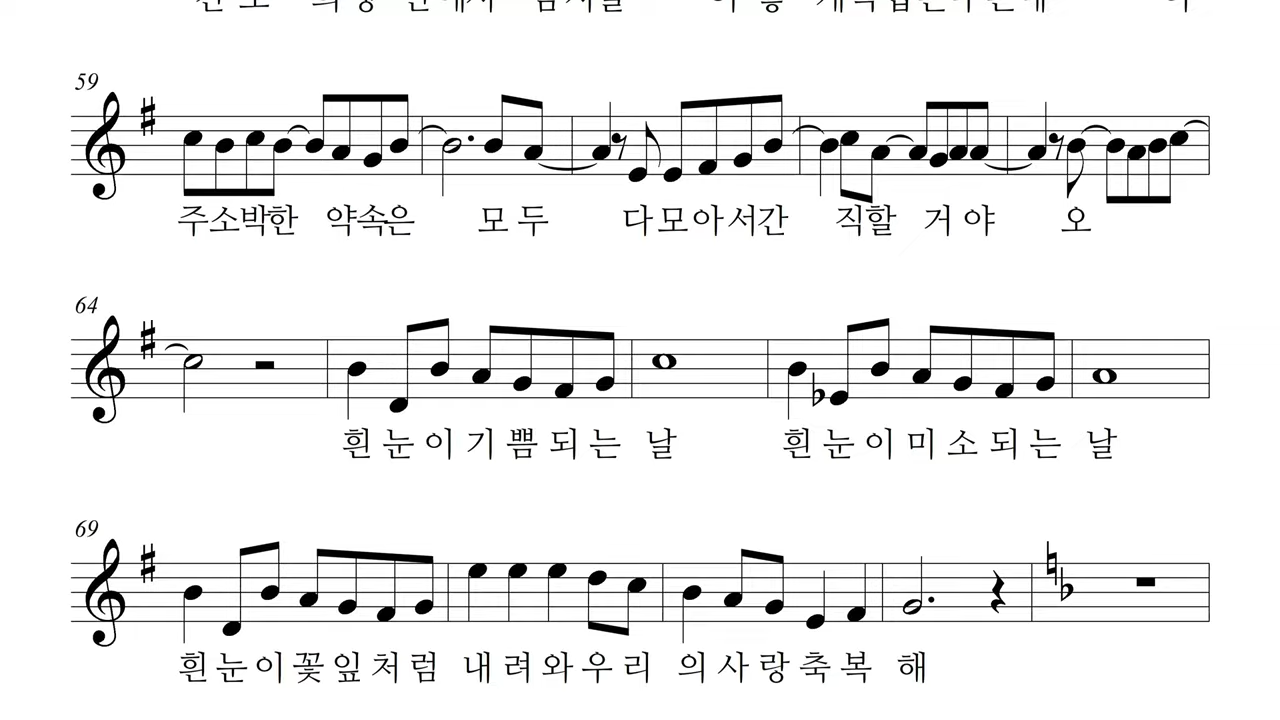 59
주소박한 약속은 모두 다모아서간 직할 거야 오
64
흰눈이기쁨되는 날 흰눈이미소되는 날
69
흰눈이꽃잎처럼 내려와우리 의사랑축복 해